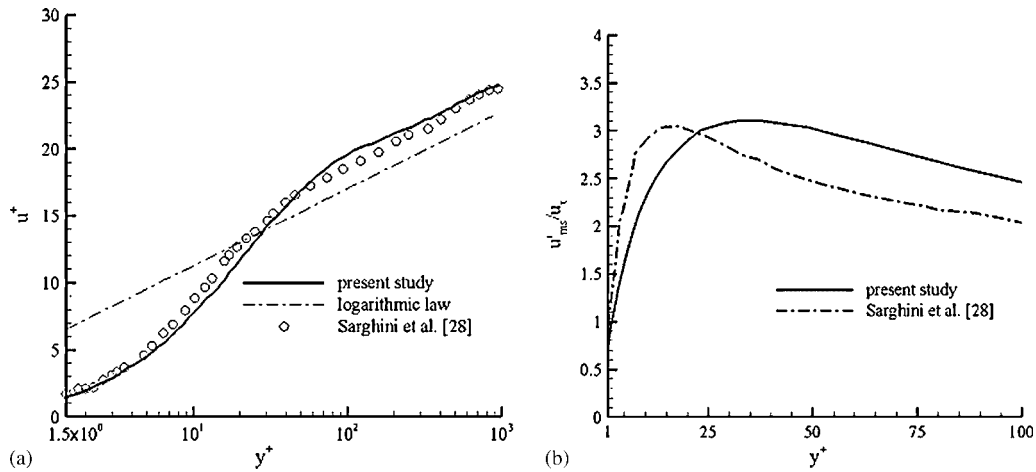 30
25
20
15
10
5
0
u⁺
present study
logarithmic law
Sarghini et al. [28]
1.5x10⁰ 10¹ 10² 10³
y⁺
(a)
4
3.5
3
2.5
2
1.5
1
0.5
0
u'ms/uτ
present study
Sarghini et al. [28]
1 25 50 75 100
y⁺
(b)